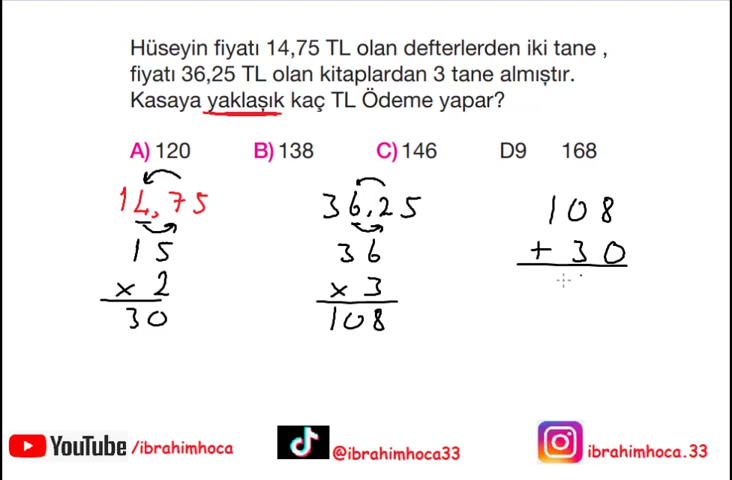 Hüseyin fiyatı 14,75 TL olan defterlerden iki tane ,
fiyatı 36,25 TL olan kitaplardan 3 tane almıştır.
Kasaya yaklaşık kaç TL Ödeme yapar?
A) 120 B) 138 C) 146 D9 168
14,75 36,25 108
15 36 + 30
x 2 x 3
30 108
YouTube /ibrahimhoca @ibrahimhoca33 ibrahimhoca.33